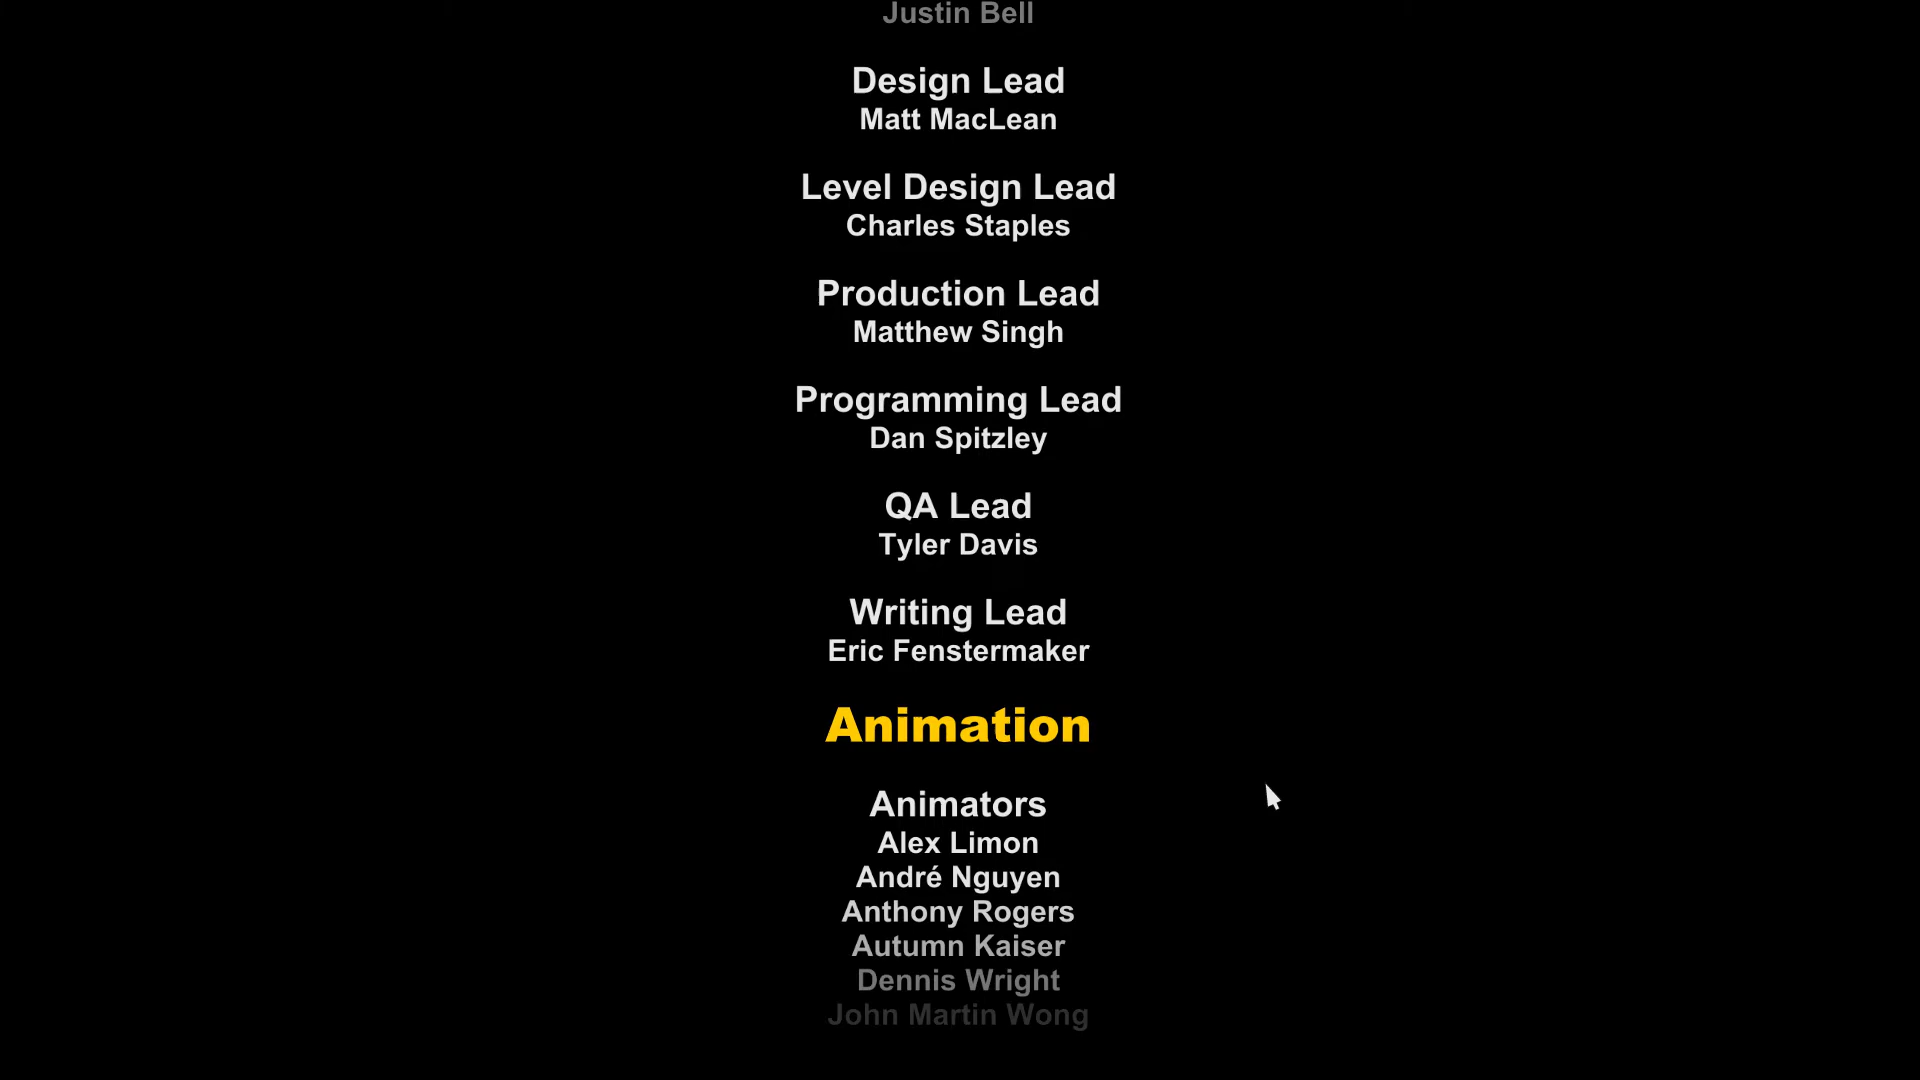 Justin Bell
Design Lead
Matt MacLean
Level Design Lead
Charles Staples
Production Lead
Matthew Singh
Programming Lead
Dan Spitzley
QA Lead
Tyler Davis
Writing Lead
Eric Fenstermaker
Animation
Animators
Alex Limon
André Nguyen
Anthony Rogers
Autumn Kaiser
Dennis Wright
John Martin Wong